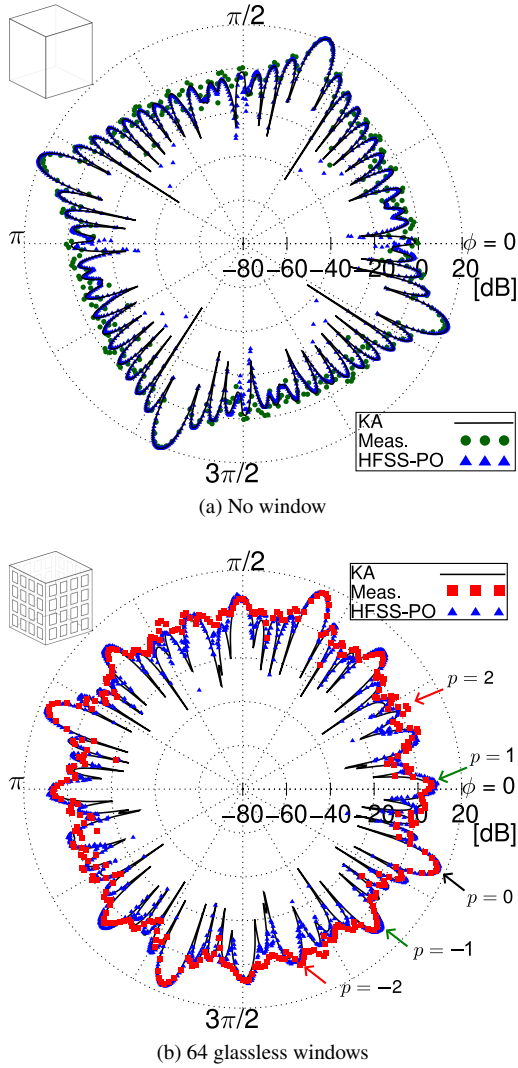 π/2
π
ϕ = 0
−80 −60 −40 −20 0 20
[dB]
KA
Meas.
HFSS-PO
3π/2
(a) No window
π/2
KA
Meas.
HFSS-PO
p = 2
p = 1
π
ϕ = 0
−80 −60 −40 −20 0 20
[dB]
p = 0
p = −1
p = −2
3π/2
(b) 64 glassless windows